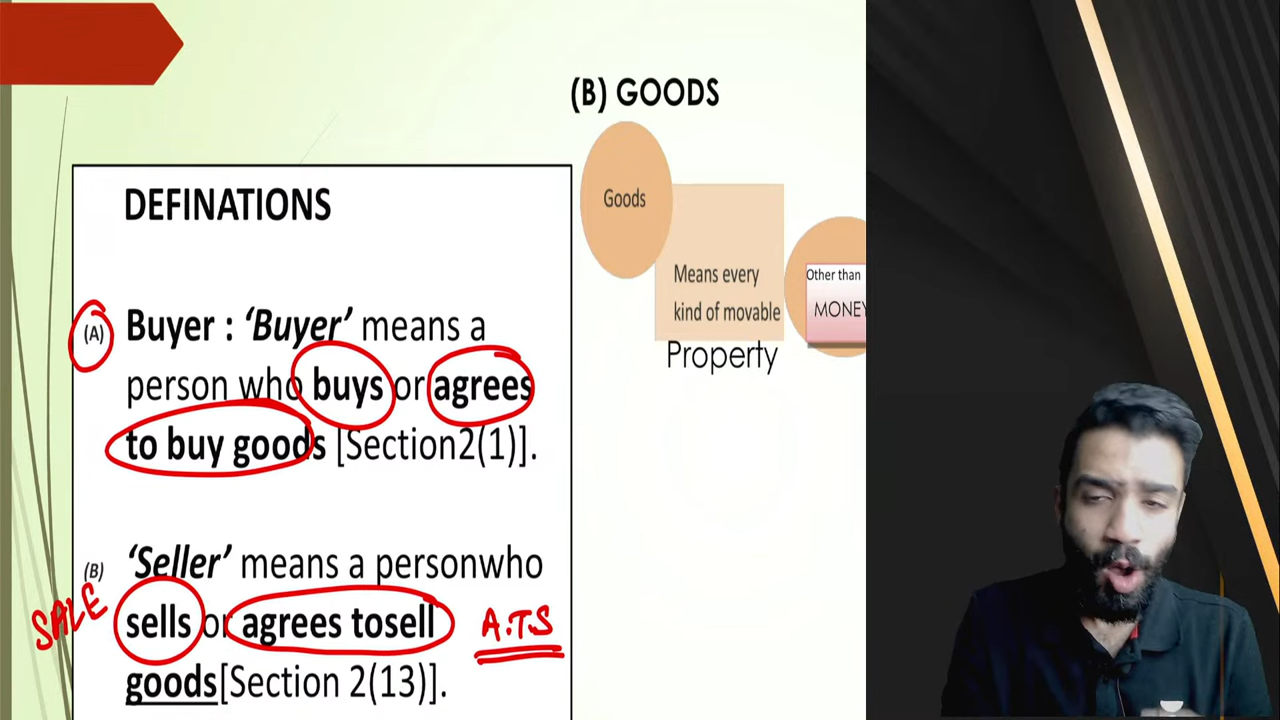 DEFINATIONS
(A) Buyer : ‘Buyer’ means a
person who buys or agrees
to buy goods [Section2(1)].
(B) ‘Seller’ means a personwho
SALE
sells or agrees tosell A.T.S
goods[Section 2(13)].
(B) GOODS
Goods
Means every
kind of movable
Property
Other than
MONEY